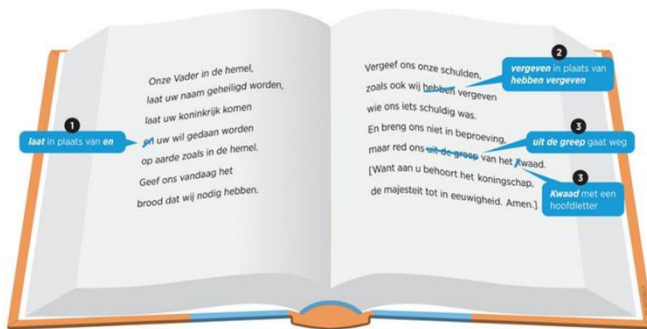 Onze Vader in de hemel,
laat uw naam geheiligd worden,
laat uw koninkrijk komen
en uw wil gedaan worden
op aarde zoals in de hemel.
Geef ons vandaag het
brood dat wij nodig hebben.
1
laat in plaats van en
Vergeef ons onze schulden,
zoals ook wij hebben vergeven
wie ons iets schuldig was.
En breng ons niet in beproeving,
maar red ons uit de greep van het kwaad.
[Want aan u behoort het koningschap,
de majesteit tot in eeuwigheid. Amen.]
2
vergeven in plaats van
hebben vergeven
3
uit de greep gaat weg
3
Kwaad met een
hoofdletter